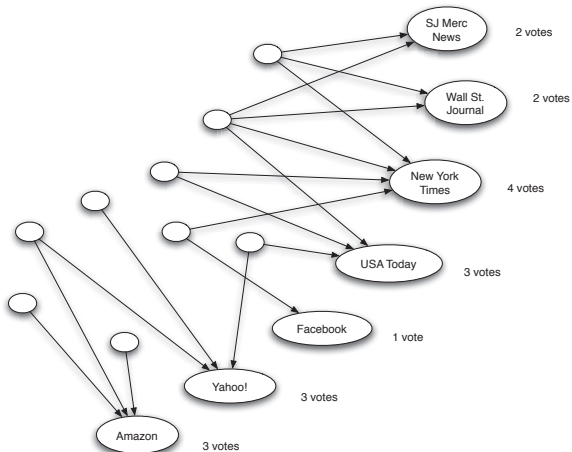 SJ Merc
News
2 votes
Wall St.
Journal
2 votes
New York
Times
4 votes
USA Today
3 votes
Facebook
1 vote
Yahoo!
3 votes
Amazon
3 votes